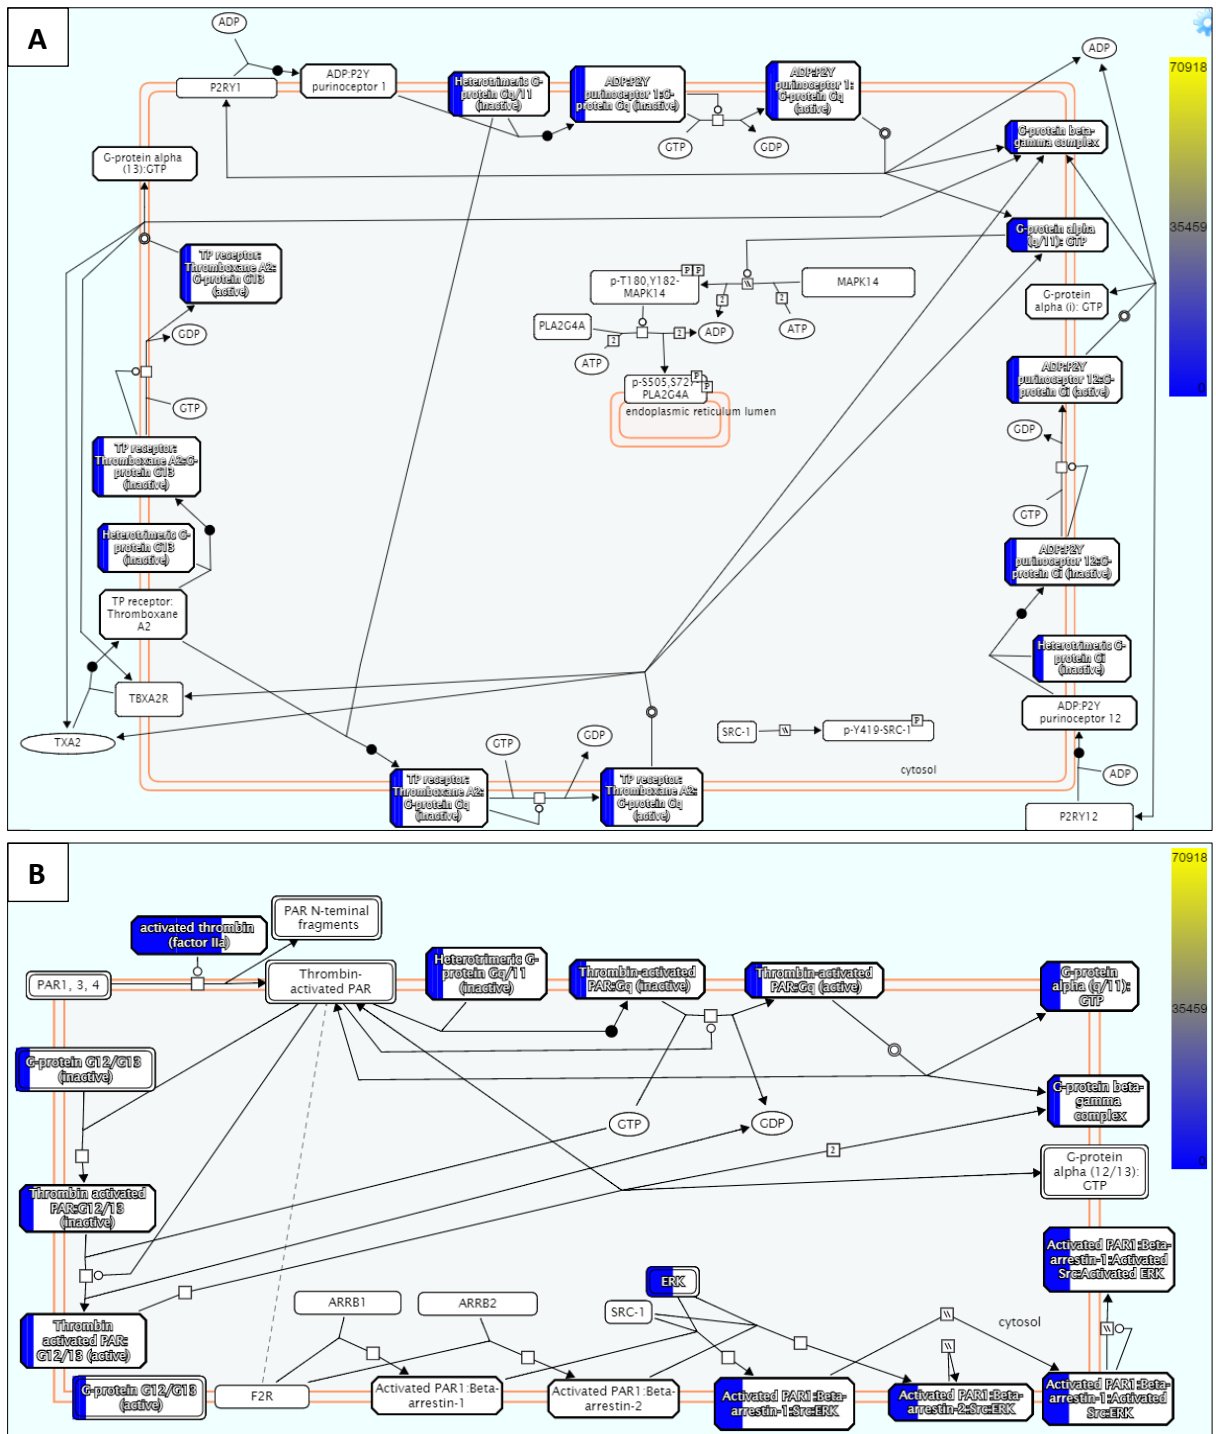 A
ADP
ADP
70918
P2RY1
ADP:P2Y
purinoceptor 1
Heterotrimeric G-
protein Gq/11
(inactive)
ADP:P2Y
purinoceptor 1:G-
protein Gq (inactive)
ADP:P2Y
purinoceptor 1:
G-protein Gq
(active)
GTP
GDP
G-protein beta-
gamma complex
G-protein alpha
(13):GTP
G-protein alpha
(q/11): GTP
35459
TP receptor:
Thromboxane A2:
G-protein G13
(active)
P P
p-T180,Y182-
MAPK14
MAPK14
2
2
G-protein
alpha (i): GTP
GDP
PLA2G4A
2
2
ADP
ATP
ATP
ADP:P2Y
purinoceptor 12:G-
protein Gi (active)
0
P
p-S505,S727-
P
PLA2G4A
endoplasmic reticulum lumen
GTP
GDP
TP receptor:
Thromboxane A2:G-
protein G13
(inactive)
GTP
Heterotrimeric G-
protein G13
(inactive)
ADP:P2Y
purinoceptor 12:G-
protein Gi (inactive)
TP receptor:
Thromboxane
A2
Heterotrimeric G-
protein Gi
(inactive)
TBXA2R
ADP:P2Y
purinoceptor 12
TXA2
GTP
GDP
SRC-1
P
p-Y419-SRC-1
cytosol
ADP
TP receptor:
Thromboxane A2:
G-protein Gq
(inactive)
TP receptor:
Thromboxane A2:
G-protein Gq
(active)
P2RY12
B
70918
activated thrombin
(factor IIa)
PAR N-teminal
fragments
PAR1, 3, 4
Thrombin-
activated PAR
Heterotrimeric G-
protein Gq/11
(inactive)
Thrombin-activated
PAR:Gq (inactive)
Thrombin-activated
PAR:Gq (active)
G-protein
alpha (q/11):
GTP
35459
G-protein G12/G13
(inactive)
G-protein beta-
gamma
complex
GTP
GDP
2
G-protein
alpha (12/13):
GTP
0
Thrombin activated
PAR:G12/13
(inactive)
Activated PAR1:Beta-
arrestin-1:Activated
Src:Activated ERK
ERK
ARRB1
ARRB2
SRC-1
cytosol
Thrombin
activated PAR:
G12/13 (active)
G-protein G12/G13
(active)
F2R
Activated PAR1:Beta-
arrestin-1
Activated PAR1:Beta-
arrestin-2
Activated PAR1:Beta-
arrestin-1:Src:ERK
Activated PAR1:Beta-
arrestin-2:Src:ERK
Activated PAR1:Beta-
arrestin-1:Activated
Src:ERK